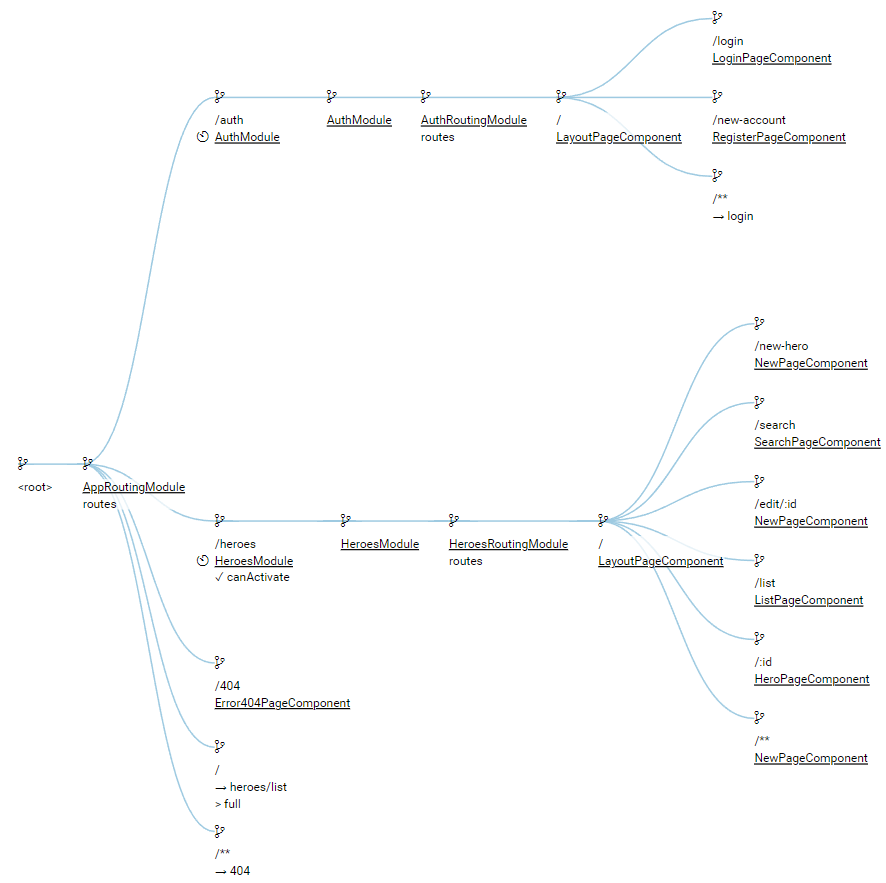 /login
LoginPageComponent
/auth
AuthModule
AuthModule
AuthRoutingModule
routes
/
LayoutPageComponent
/new-account
RegisterPageComponent
/**
→ login
/new-hero
NewPageComponent
/search
SearchPageComponent
<root>
AppRoutingModule
routes
/edit/:id
NewPageComponent
/heroes
HeroesModule
✓ canActivate
HeroesModule
HeroesRoutingModule
routes
/
LayoutPageComponent
/list
ListPageComponent
/:id
HeroPageComponent
/404
Error404PageComponent
/**
NewPageComponent
/
→ heroes/list
> full
/**
→ 404